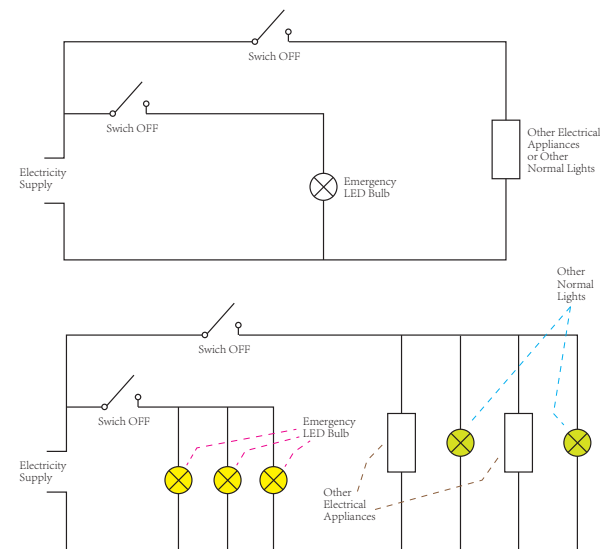 Swich OFF
Swich OFF
Other Electrical
Appliances
or Other
Normal Lights
Electricity
Supply
Emergency
LED Bulb
Other
Normal
Lights
Swich OFF
Swich OFF
Emergency
LED Bulb
Electricity
Supply
Other
Electrical
Appliances